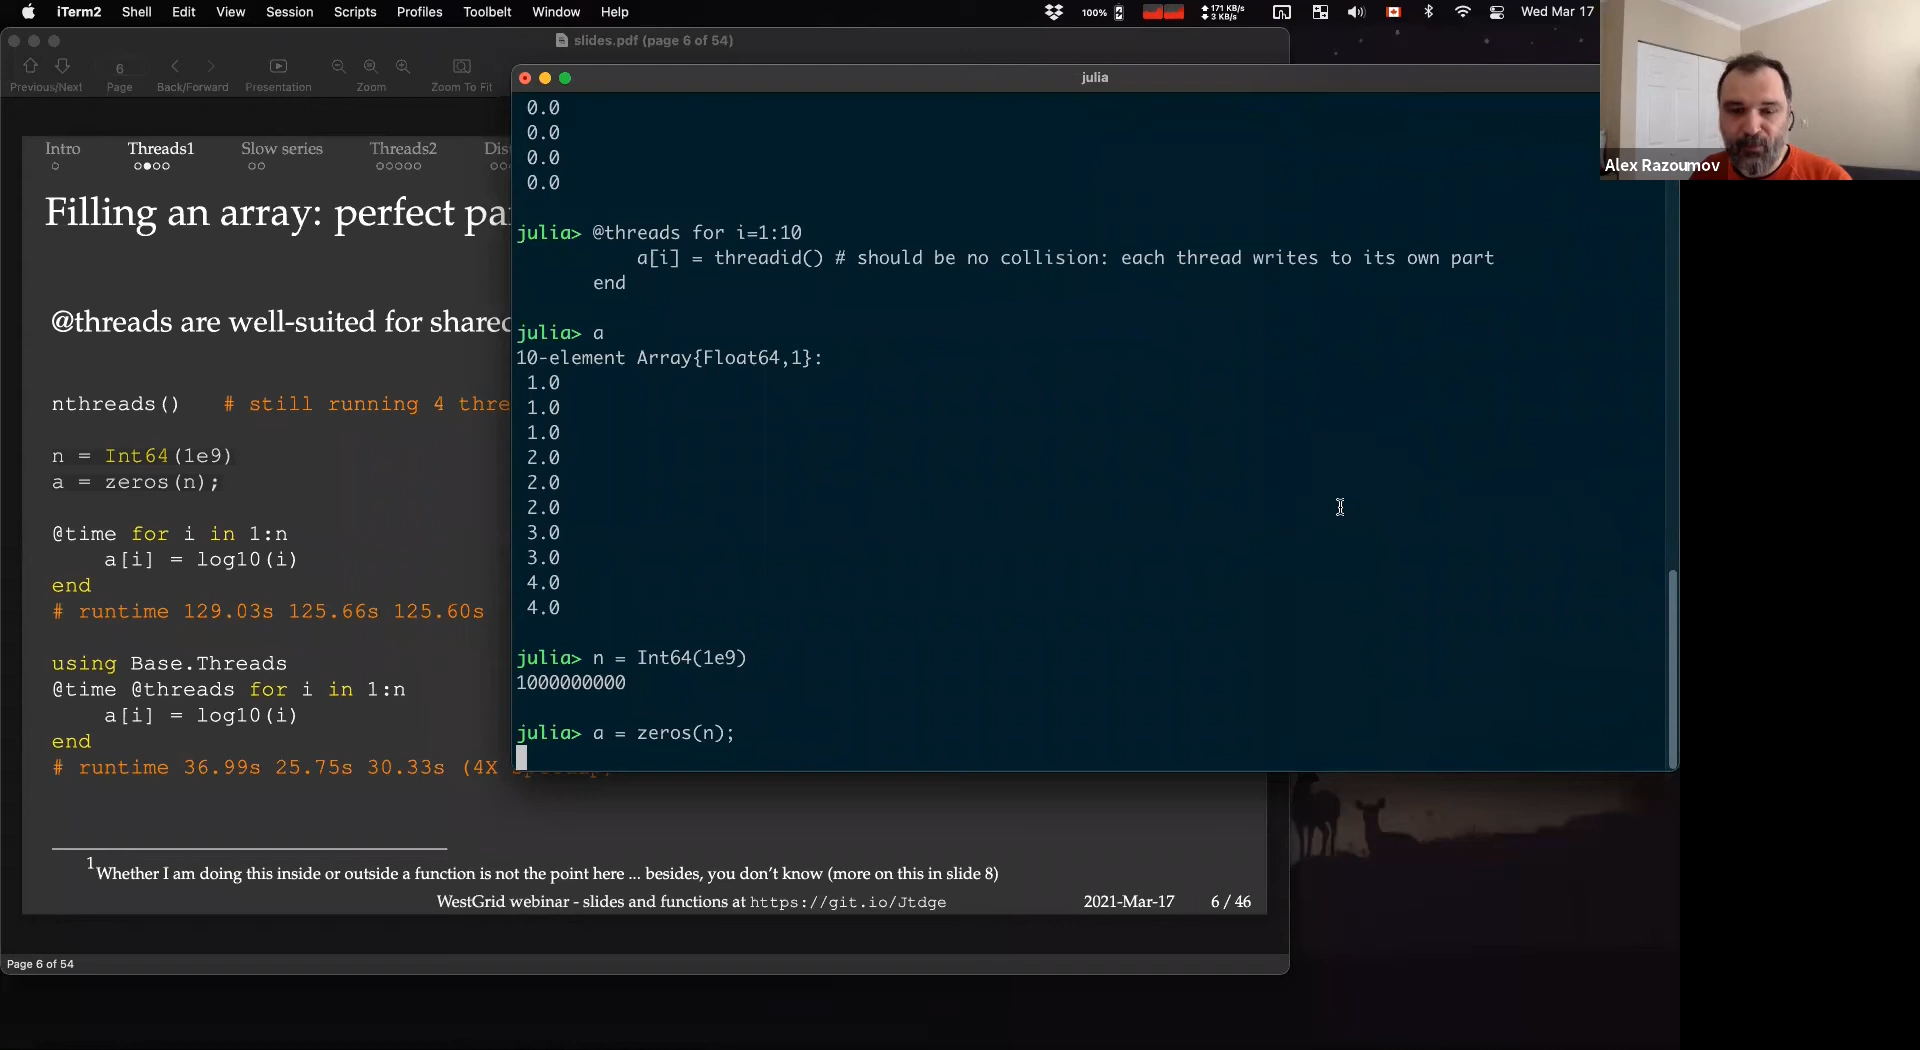 iTerm2 Shell Edit View Session Scripts Profiles Toolbelt Window Help 100% 171 KB/s 3 KB/s Wed Mar 17
slides.pdf (page 6 of 54)
6
Previous/Next Page Back/Forward Presentation Zoom Zoom To Fit
Intro Threads1 Slow series Threads2 Dis
Filling an array: perfect pa
@threads are well-suited for shared
nthreads() # still running 4 thre
n = Int64(1e9)
a = zeros(n);
@time for i in 1:n
a[i] = log10(i)
end
# runtime 129.03s 125.66s 125.60s
using Base.Threads
@time @threads for i in 1:n
a[i] = log10(i)
end
# runtime 36.99s 25.75s 30.33s (4X speedup)
1 Whether I am doing this inside or outside a function is not the point here ... besides, you don't know (more on this in slide 8)
WestGrid webinar - slides and functions at https://git.io/Jtdge 2021-Mar-17 6 / 46
Page 6 of 54
julia
0.0
0.0
0.0
0.0
julia> @threads for i=1:10
a[i] = threadid() # should be no collision: each thread writes to its own part
end
julia> a
10-element Array{Float64,1}:
1.0
1.0
1.0
2.0
2.0
2.0
3.0
3.0
4.0
4.0
julia> n = Int64(1e9)
1000000000
julia> a = zeros(n);
Alex Razoumov